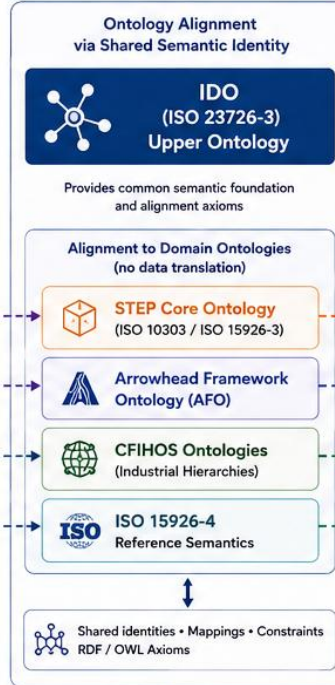 Ontology Alignment
via Shared Semantic Identity
IDO
(ISO 23726-3)
Upper Ontology
Provides common semantic foundation
and alignment axioms
Alignment to Domain Ontologies
(no data translation)
STEP Core Ontology
(ISO 10303 / ISO 15926-3)
Arrowhead Framework
Ontology (AFO)
CFIHOS Ontologies
(Industrial Hierarchies)
ISO
ISO 15926-4
Reference Semantics
Shared identities • Mappings • Constraints
RDF / OWL Axioms